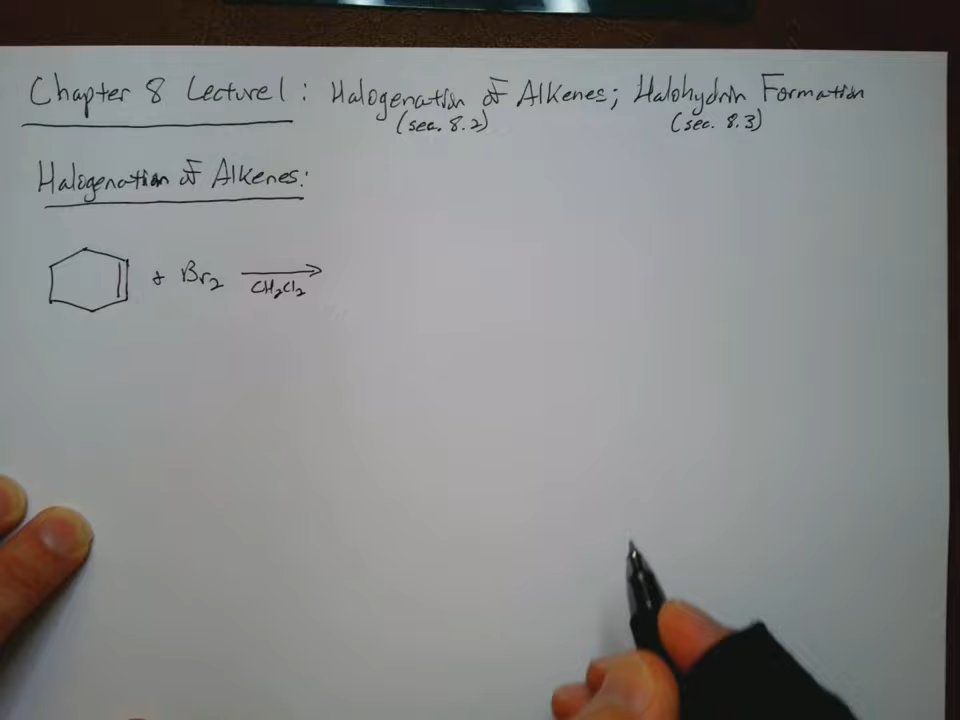 Chapter 8 Lecture 1: Halogenation of Alkenes; Halohydrin Formation
(sec. 8.2) (sec. 8.3)
Halogenation of Alkenes:
+ Br2
CH2Cl2